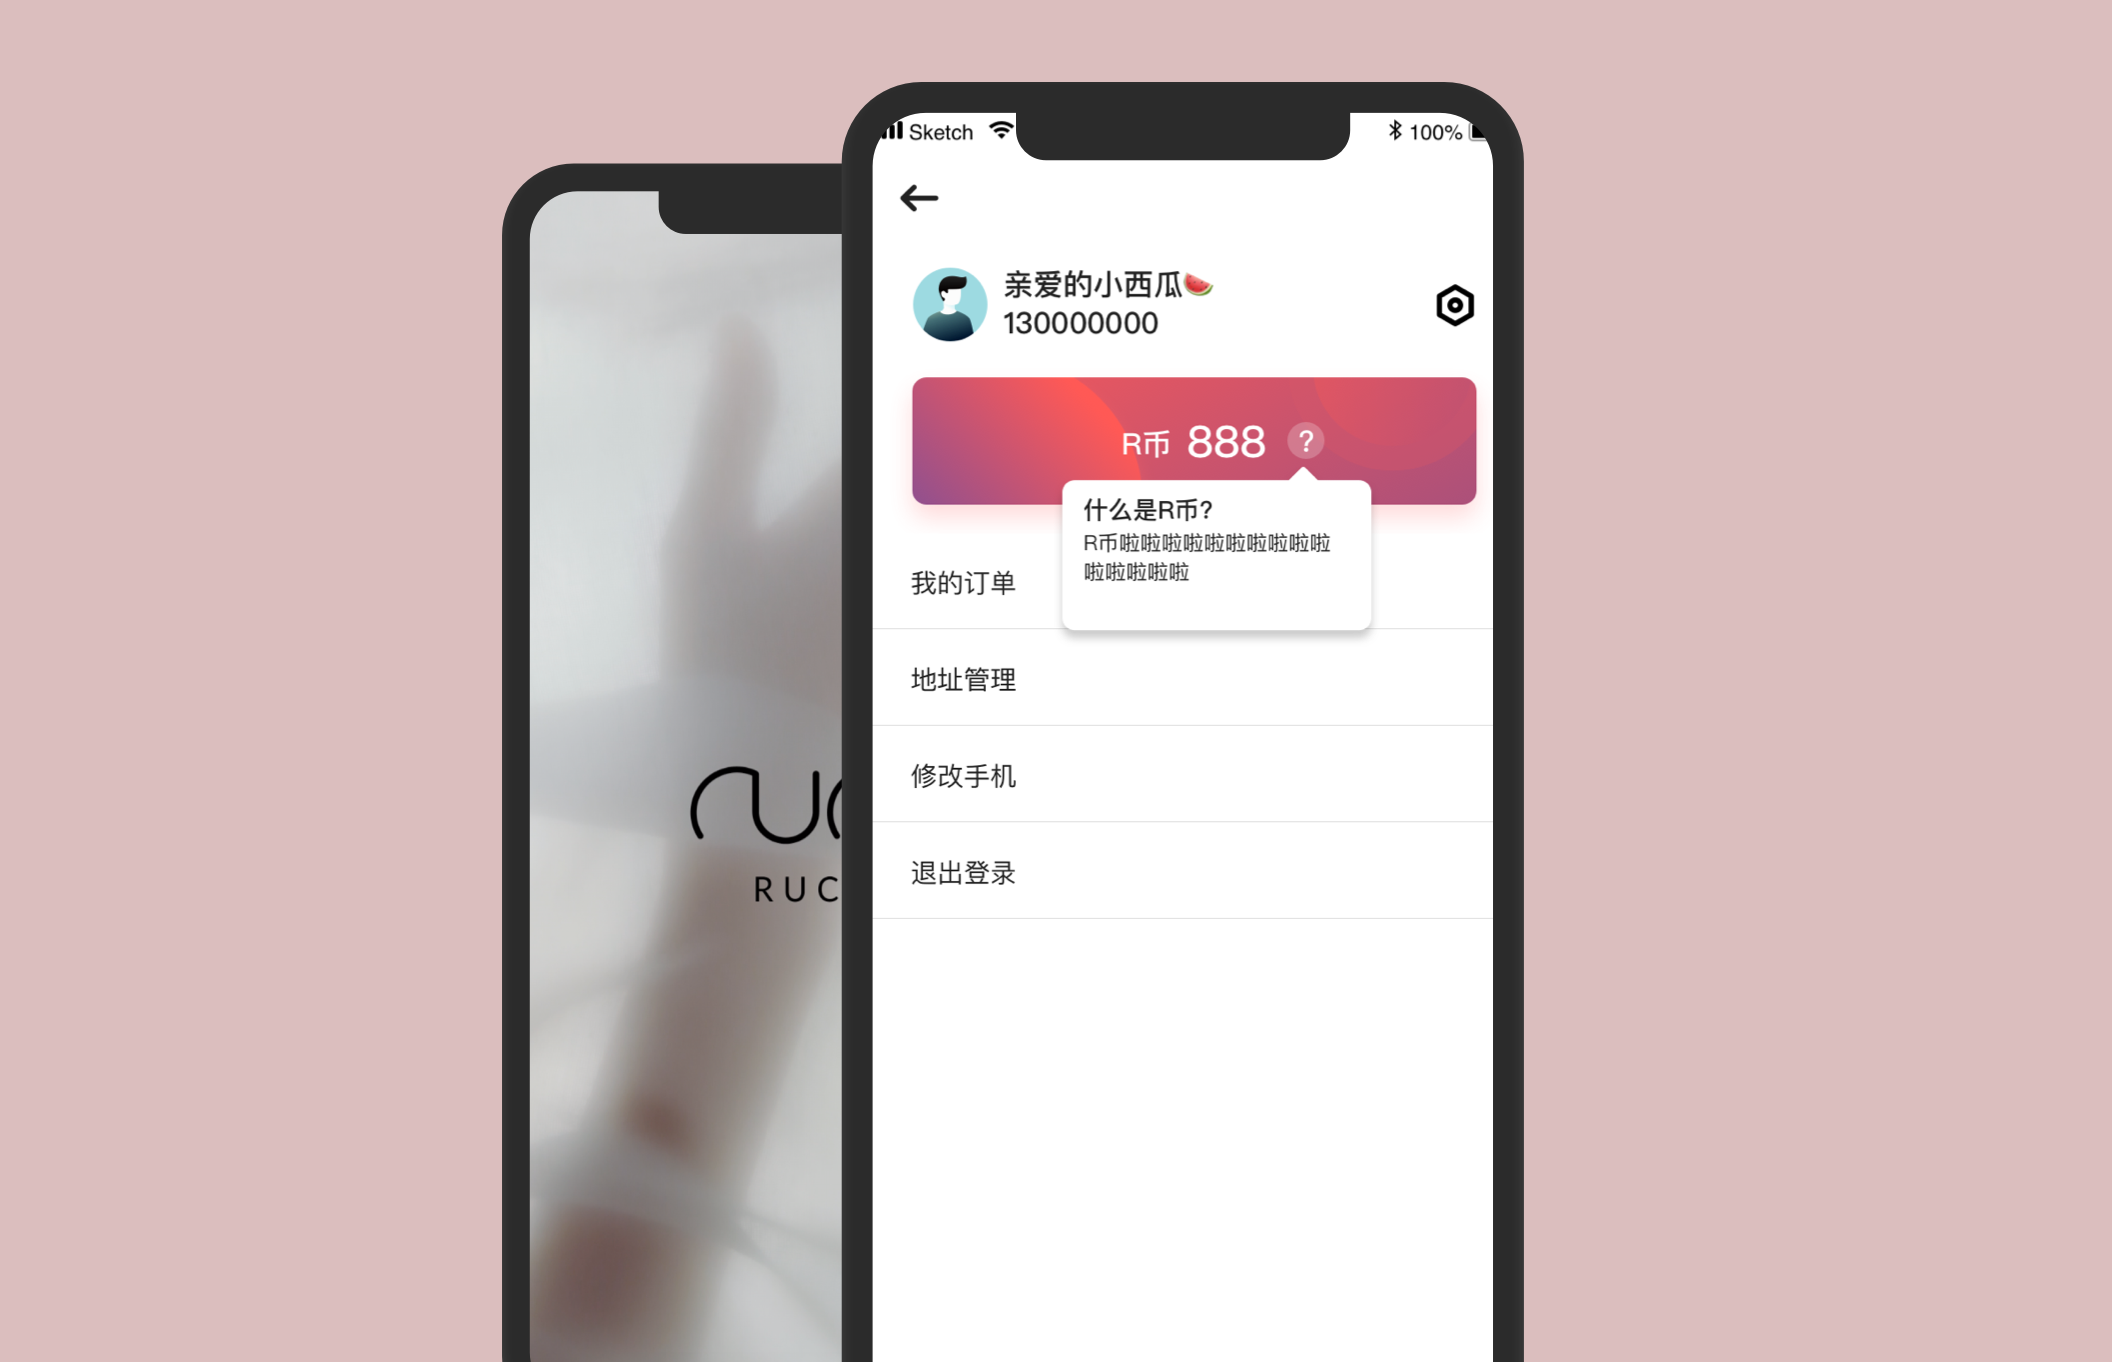 Sketch
100%
亲爱的小西瓜🍉
130000000
R币 888 ?
什么是R币?
R币啦啦啦啦啦啦啦啦啦啦
啦啦啦啦啦
我的订单
地址管理
修改手机
退出登录
RUC